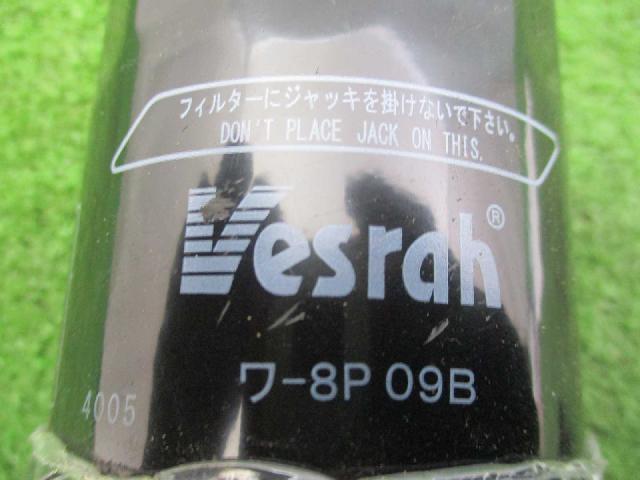 フィルターにジャッキを掛けないで下さい。
DON'T PLACE JACK ON THIS.
Vesrah®
ワ-8P 09B
4005